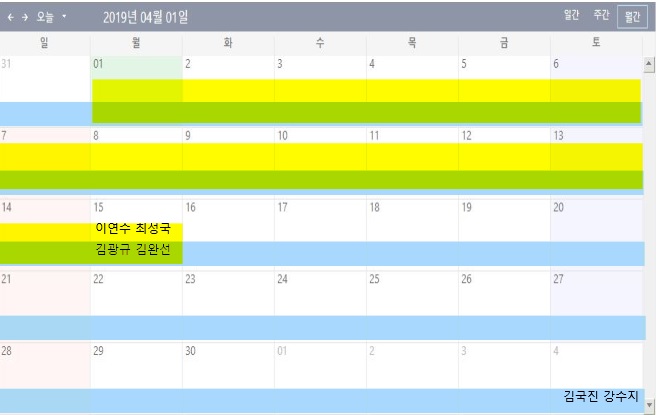 ← → 오늘 2019년 04월 01일 일간 주간 월간
일 월 화 수 목 금 토
31 01 2 3 4 5 6
7 8 9 10 11 12 13
14 15 16 17 18 19 20
이연수 최성국
김광규 김완선
21 22 23 24 25 26 27
28 29 30 01 2 3 4
김국진 강수지